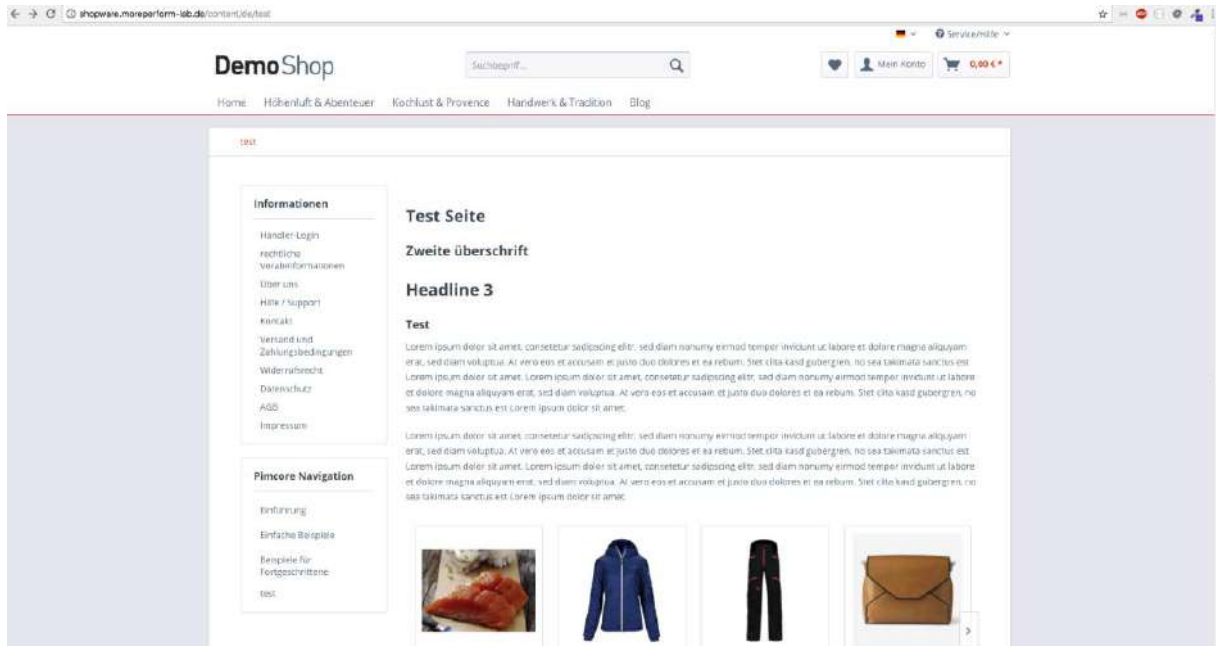 shopware.moreperform-lab.de/content/de/test
Service/Hilfe
DemoShop
Suchbegriff...
Mein Konto
0,00 € *
Home Höhenluft & Abenteuer Kochlust & Provence Handwerk & Tradition Blog
test
Informationen
Händler-Login
rechtliche
Vorabinformationen
Über uns
Hilfe / Support
Kontakt
Versand und
Zahlungsbedingungen
Widerrufsrecht
Datenschutz
AGB
Impressum
Pimcore Navigation
Einführung
Einfache Beispiele
Beispiele für
Fortgeschrittene
test
Test Seite
Zweite überschrift
Headline 3
Test
Lorem ipsum dolor sit amet, consetetur sadipscing elitr, sed diam nonumy eirmod tempor invidunt ut labore et dolore magna aliquyam
erat, sed diam voluptua. At vero eos et accusam et justo duo dolores et ea rebum. Stet clita kasd gubergren, no sea takimata sanctus est
Lorem ipsum dolor sit amet. Lorem ipsum dolor sit amet, consetetur sadipscing elitr, sed diam nonumy eirmod tempor invidunt ut labore
et dolore magna aliquyam erat, sed diam voluptua. At vero eos et accusam et justo duo dolores et ea rebum. Stet clita kasd gubergren, no
sea takimata sanctus est Lorem ipsum dolor sit amet.
Lorem ipsum dolor sit amet, consetetur sadipscing elitr, sed diam nonumy eirmod tempor invidunt ut labore et dolore magna aliquyam
erat, sed diam voluptua. At vero eos et accusam et justo duo dolores et ea rebum. Stet clita kasd gubergren, no sea takimata sanctus est
Lorem ipsum dolor sit amet. Lorem ipsum dolor sit amet, consetetur sadipscing elitr, sed diam nonumy eirmod tempor invidunt ut labore
et dolore magna aliquyam erat, sed diam voluptua. At vero eos et accusam et justo duo dolores et ea rebum. Stet clita kasd gubergren, no
sea takimata sanctus est Lorem ipsum dolor sit amet.